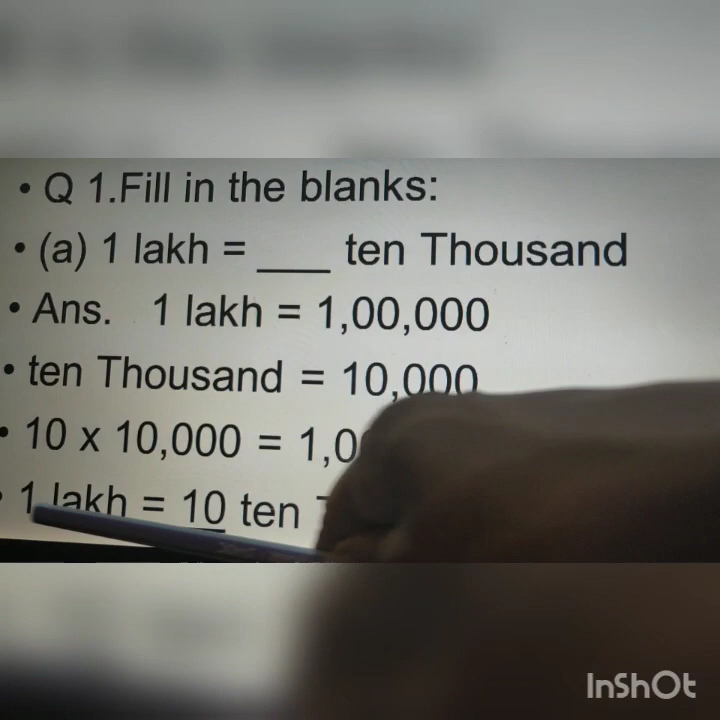 • Q 1.Fill in the blanks:
• (a) 1 lakh = ____ ten Thousand
• Ans. 1 lakh = 1,00,000
• ten Thousand = 10,000
• 10 x 10,000 = 1,0
• 1 lakh = 10 ten
InShOt